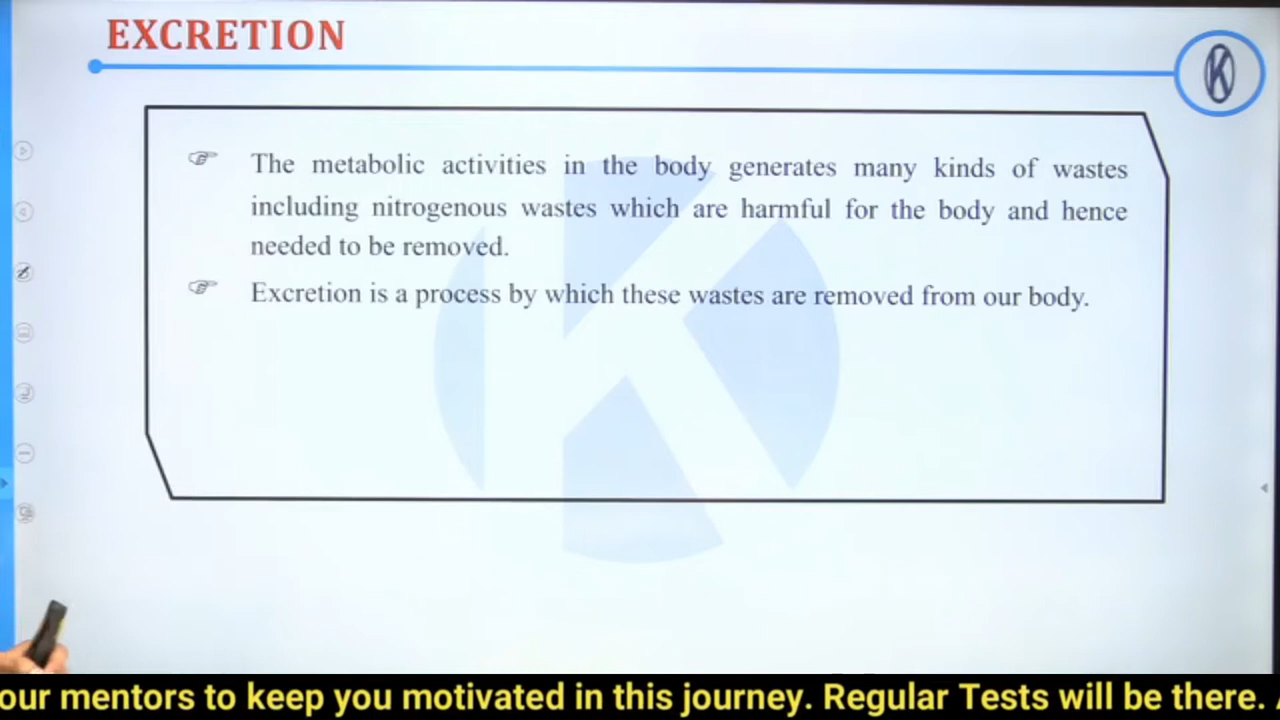 EXCRETION
The metabolic activities in the body generates many kinds of wastes
including nitrogenous wastes which are harmful for the body and hence
needed to be removed.
Excretion is a process by which these wastes are removed from our body.
our mentors to keep you motivated in this journey. Regular Tests will be there.